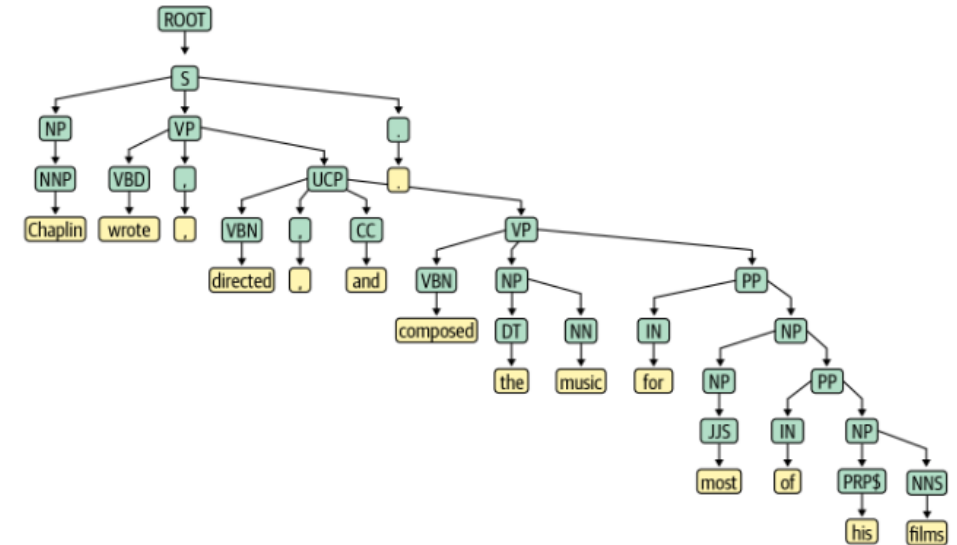 ROOT
S
NP VP .
NNP VBD , UCP .
Chaplin wrote , VBN , CC VP
directed , and VBN NP PP
composed DT NN IN NP
the music for NP PP
JJS IN NP
most of PRP$ NNS
his films